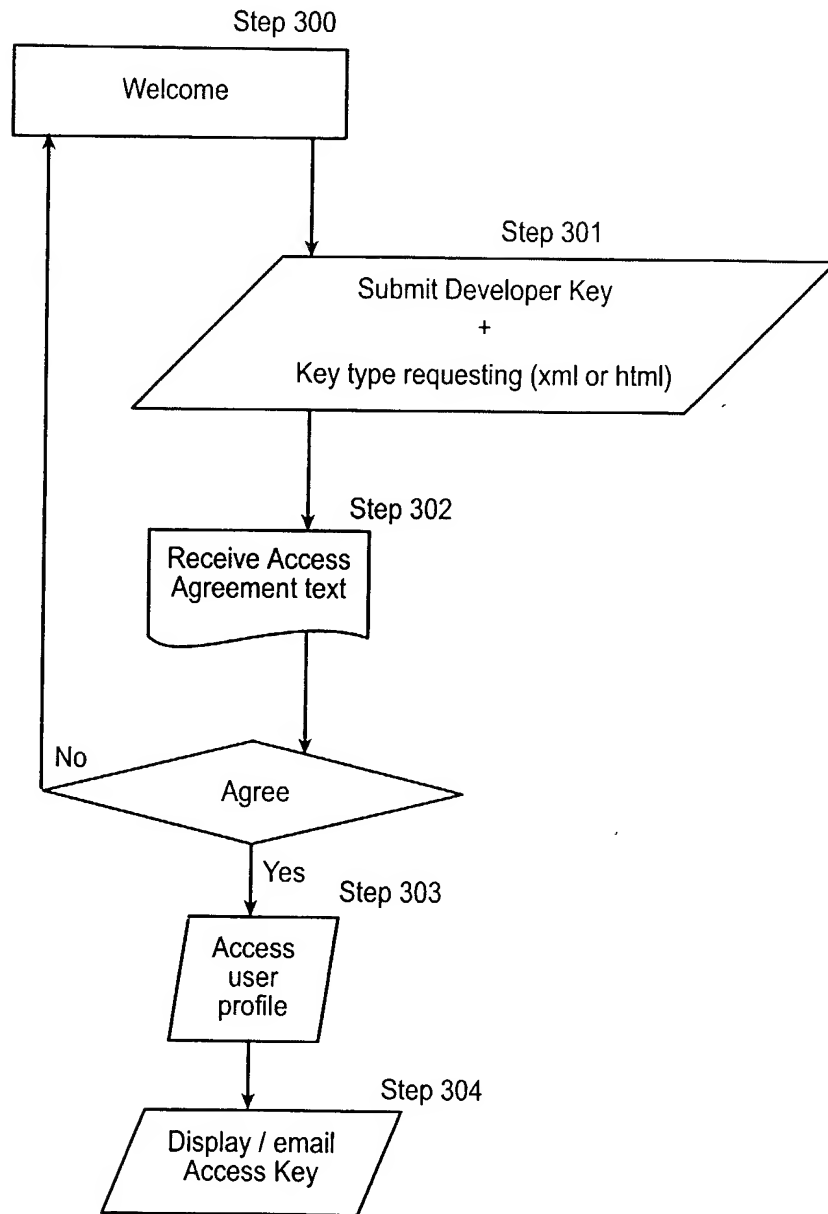 Step 300
Welcome
Step 301
Submit Developer Key
+
Key type requesting (xml or html)
Step 302
Receive Access
Agreement text
No
Agree
Yes
Step 303
Access
user
profile
Step 304
Display / email
Access Key